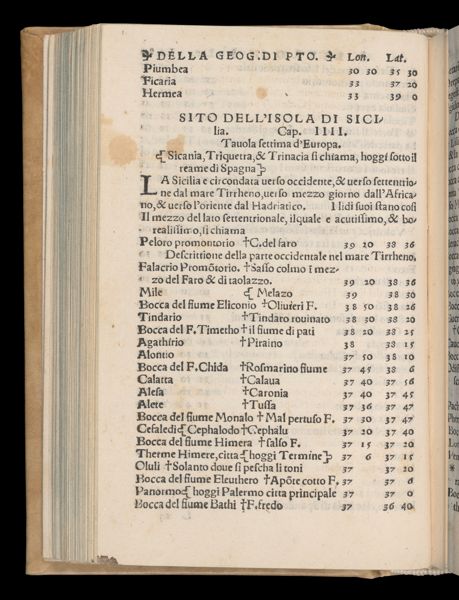 DELLA GEOG. DI PTO. Lon. Lat.
Piumbea 30 30 35 30
Ficaria 33 37 20
Hermea 33 39 0
SITO DELL'ISOLA DI SICI-
lia. Cap. IIII.
Tauola settima d'Europa.
{Sicania, Triquetra, & Trinacia si chiama, hoggi sotto il
reame di Spagna}
LA Sicilia e circondata uerso occidente, & uerso settentrio-
ne dal mare Tirrheno, uerso mezzo giorno dall'Africa-
no, & uerso l'oriente dal Hadriatico. I lidi suoi stano cosi
Il mezzo del lato settentrionale, ilquale e acutissimo, & bo-
realissimo, si chiama
Peloro promontorio †C. del faro 39 20 38 36
Descrittione della parte occidentale nel mare Tirrheno.
Falacrio Promõtorio. †Sasso colmo i mez-
zo del Faro & di raolazzo. 39 20 38 36
Mile { Melazo 39 38 30
Bocca del fiume Eliconio †Oliuieri F. 38 50 38 26
Tindario †Tindaro rouinato 38 30 38 20
Bocca del F. Timetho †il fiume di pati 38 20 38 25
Agathirio †Piraino 38 38 15
Alontio 37 50 38 10
Bocca del F. Chida †Rosmarino fiume 37 45 38 6
Calatta †Calaua 37 40 37 56
Alesa †Caronia 37 40 37 45
Alete †Tussa 37 36 37 47
Bocca del fiume Monalo †Mal pertuso F. 37 30 37 47
Cefaledi{Cephalodo †Cephalu 37 20 37 40
Bocca del fiume Himera †salso F. 37 15 37 20
Therme Himere, citta{hoggi Termine} 37 6 37 15
Oluli †Solanto doue si pescha li toni 37 37 20
Bocca del fiume Eleuthero †Apõte cotto F. 37 37 6
Panormo{hoggi Palermo citta principale 37 37 0
Bocca del fiume Bathi †F. fredo 37 36 40